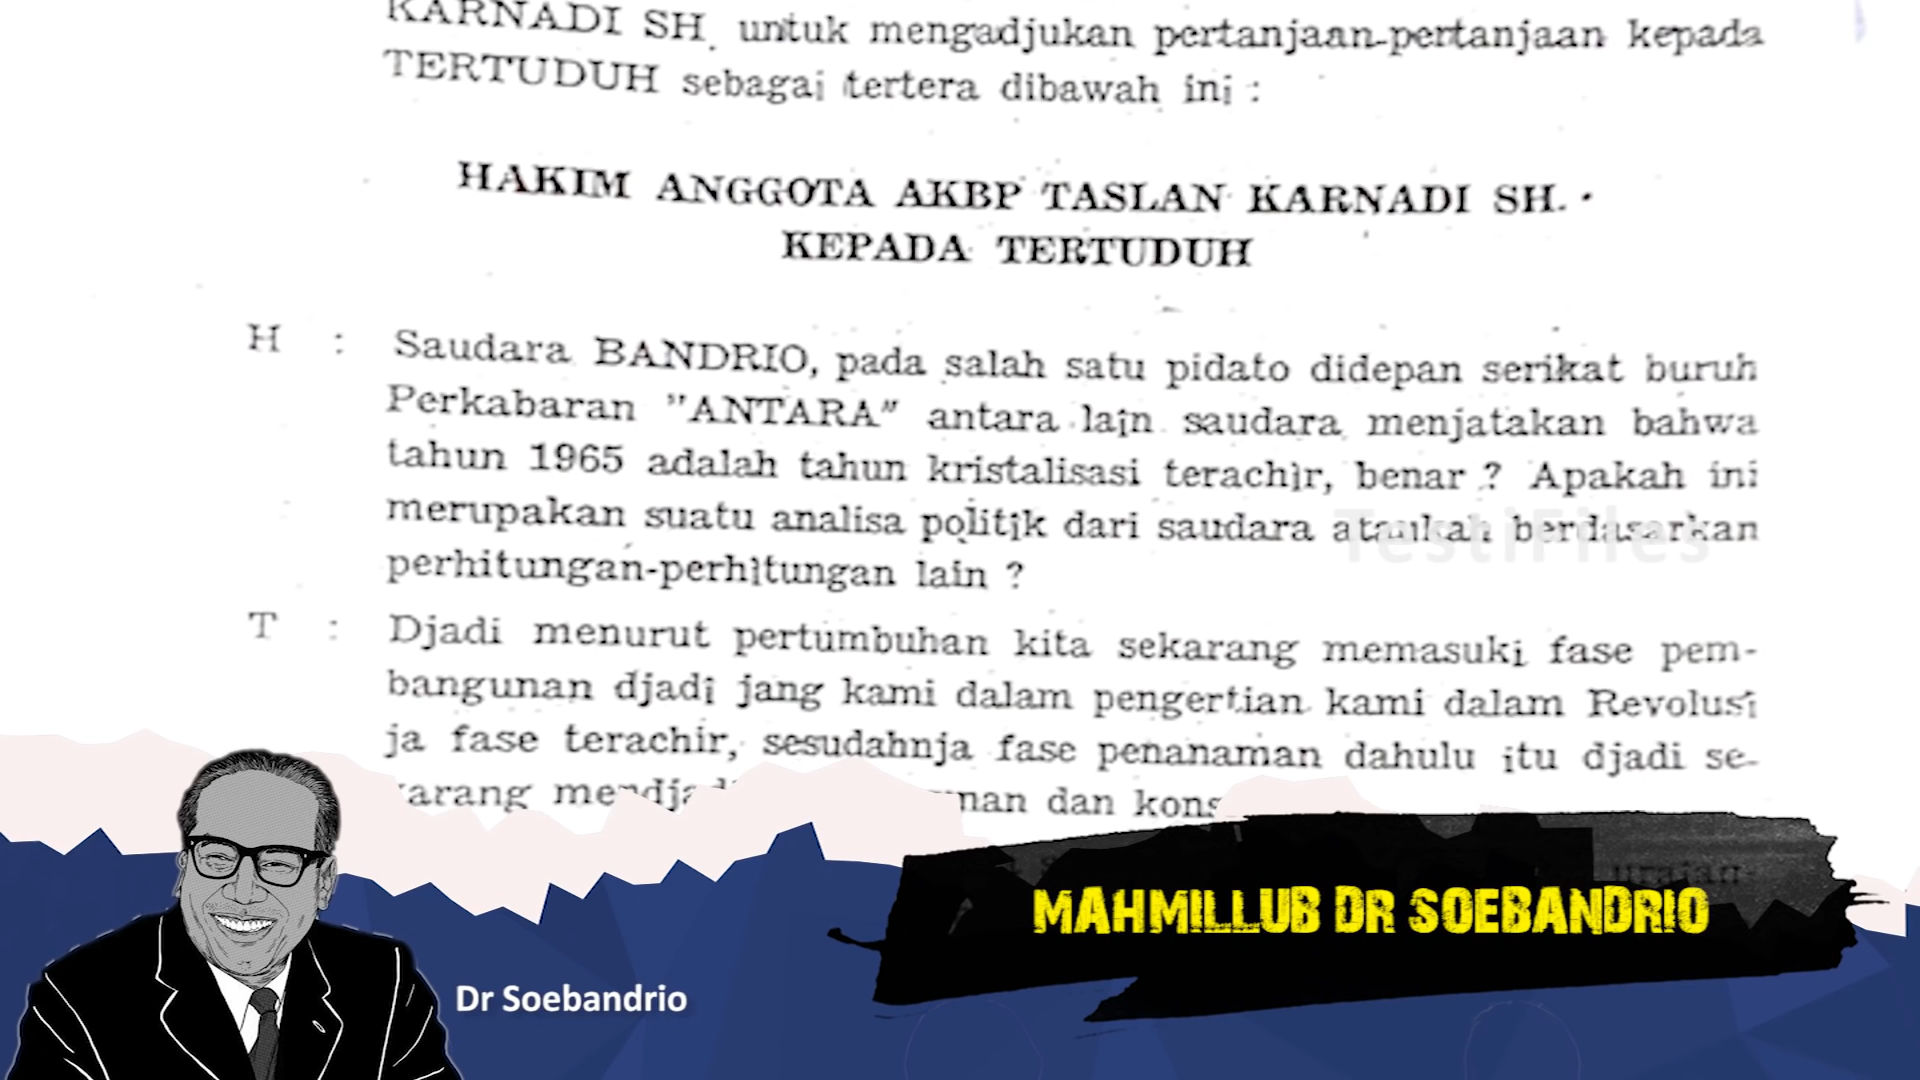 KARNADI SH. untuk mengadjukan pertanjaan-pertanjaan kepada
TERTUDUH sebagai tertera dibawah ini :
HAKIM ANGGOTA AKBP TASLAN KARNADI SH.
KEPADA TERTUDUH
H : Saudara BANDRIO, pada salah satu pidato didepan serikat buruh
Perkabaran "ANTARA" antara lain saudara menjatakan bahwa
tahun 1965 adalah tahun kristalisasi terachir, benar ? Apakah ini
merupakan suatu analisa politik dari saudara ataukah berdasarkan
perhitungan-perhitungan lain ?
TestiFiles
T : Djadi menurut pertumbuhan kita sekarang memasuki fase pem-
bangunan djadi jang kami dalam pengertian kami dalam Revolusi
ja fase terachir, sesudahnja fase penanaman dahulu itu djadi se-
karang dan
MAHMILLUB DR SOEBANDRIO
Dr Soebandrio